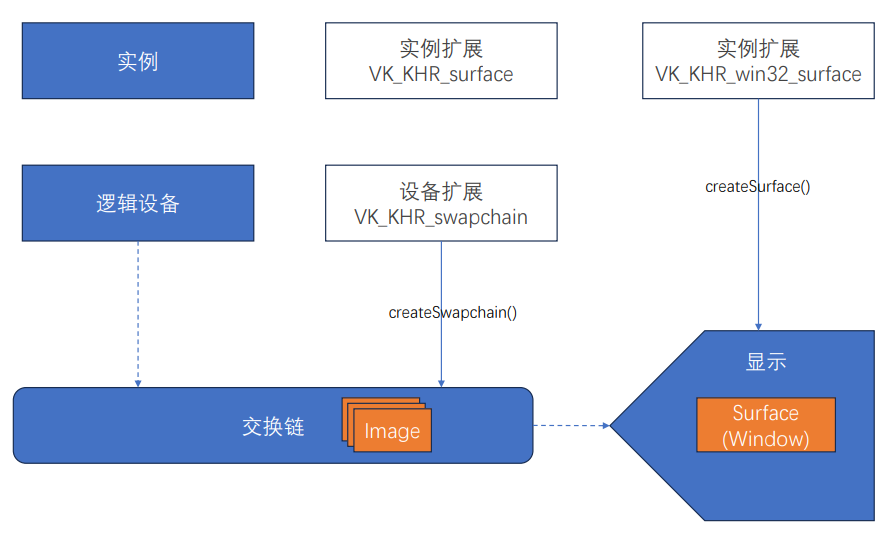 实例
实例扩展
VK_KHR_surface
实例扩展
VK_KHR_win32_surface
逻辑设备
设备扩展
VK_KHR_swapchain
createSurface()
createSwapchain()
显示
Surface
(Window)
交换链
Image